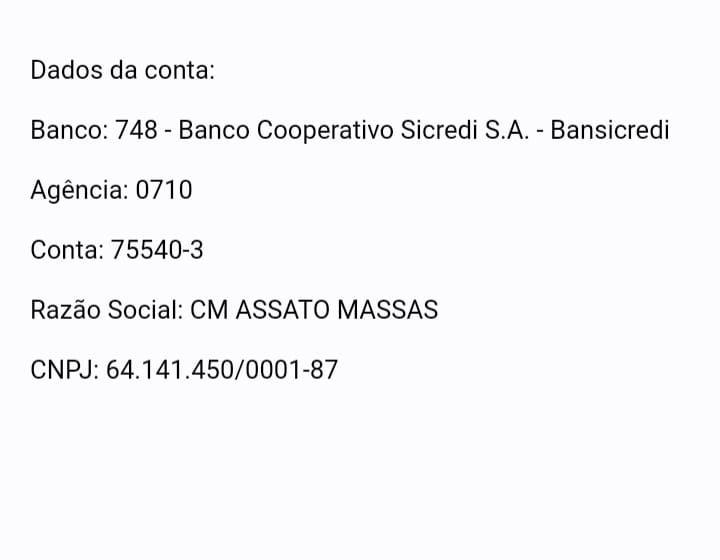 Dados da conta:
Banco: 748 - Banco Cooperativo Sicredi S.A. - Bansicredi
Agência: 0710
Conta: 75540-3
Razão Social: CM ASSATO MASSAS
CNPJ: 64.141.450/0001-87